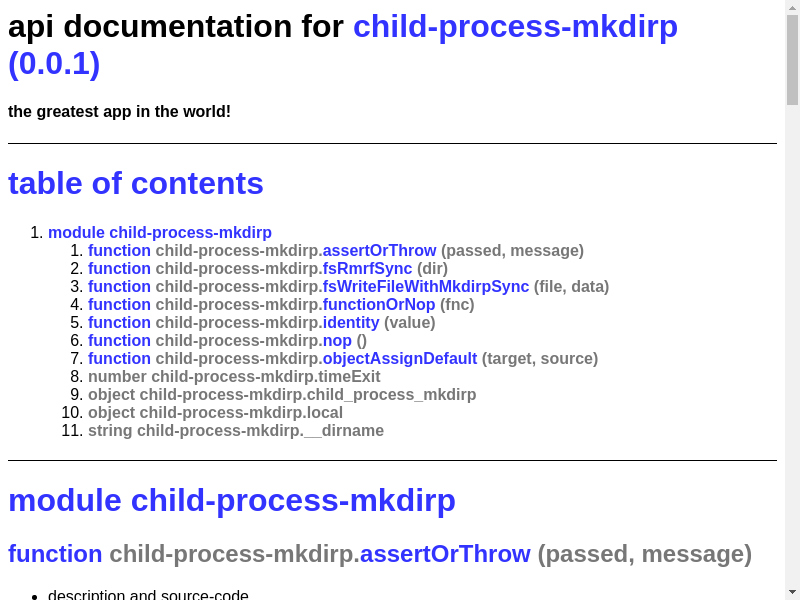 api documentation for child-process-mkdirp
(0.0.1)
the greatest app in the world!
table of contents
1. module child-process-mkdirp
1. function child-process-mkdirp.assertOrThrow (passed, message)
2. function child-process-mkdirp.fsRmrfSync (dir)
3. function child-process-mkdirp.fsWriteFileWithMkdirpSync (file, data)
4. function child-process-mkdirp.functionOrNop (fnc)
5. function child-process-mkdirp.identity (value)
6. function child-process-mkdirp.nop ()
7. function child-process-mkdirp.objectAssignDefault (target, source)
8. number child-process-mkdirp.timeExit
9. object child-process-mkdirp.child_process_mkdirp
10. object child-process-mkdirp.local
11. string child-process-mkdirp.__dirname
module child-process-mkdirp
function child-process-mkdirp.assertOrThrow (passed, message)
• description and source-code